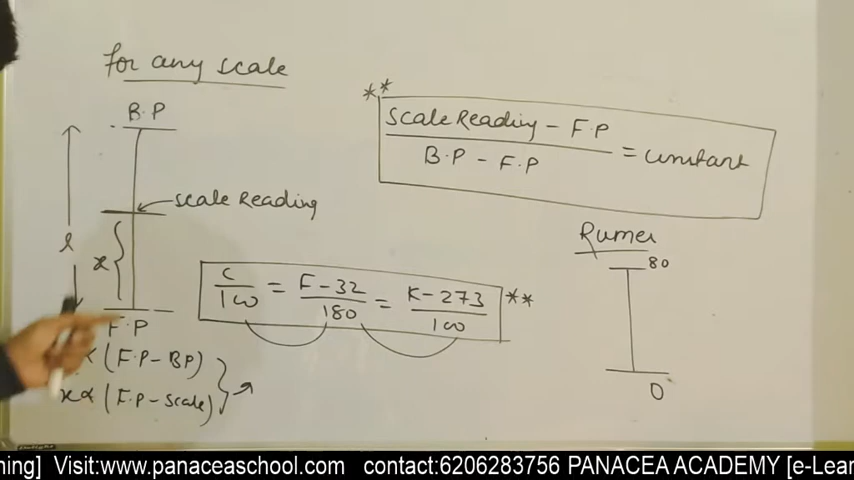 for any scale
B.P
**
Scale Reading - F.P
B.P - F.P
= constant
scale Reading
l
x
F.P
Rumer
80
0
C/100 = F-32/180 = K-273/100 **
(F.P-BP)
x∝ (F.P-Scale)
ning] Visit:www.panaceaschool.com contact:6206283756 PANACEA ACADEMY [e-Lear